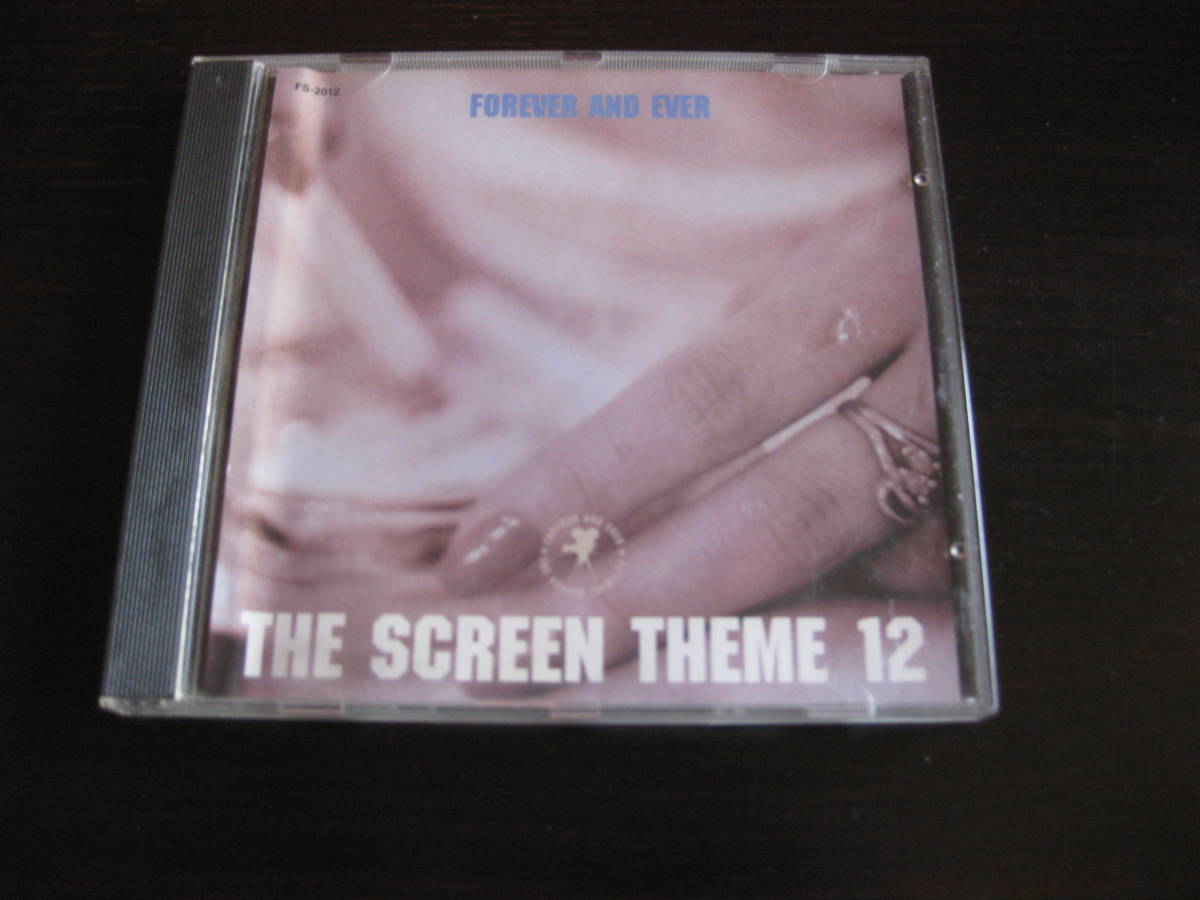 FS-2012
FOREVER AND EVER
THE SCREEN THEME 12